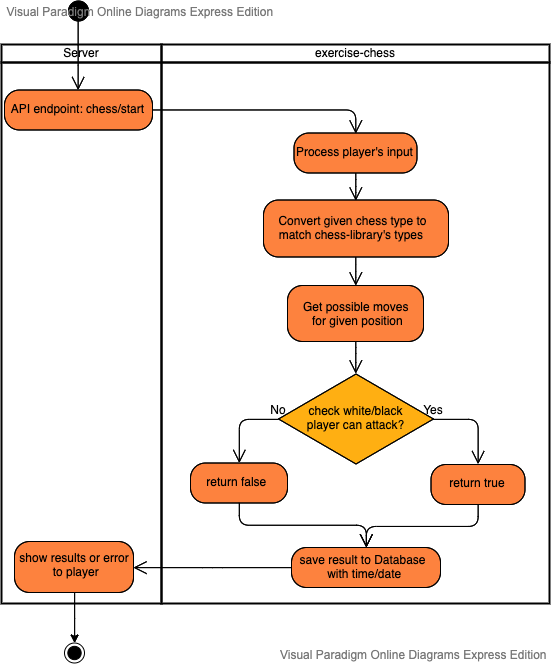 Visual Paradigm Online Diagrams Express Edition
Server
exercise-chess
API endpoint: chess/start
Process player's input
Convert given chess type to
match chess-library's types
Get possible moves
for given position
check white/black
player can attack?
No
Yes
return false
return true
save result to Database
with time/date
show results or error
to player
Visual Paradigm Online Diagrams Express Edition